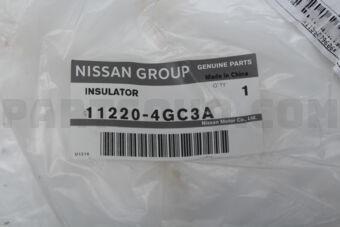 NISSAN GROUP
GENUINE PARTS
Made in China
INSULATOR
Q'TY
1
11220-4GC3A
Nissan Motor Co., Ltd.